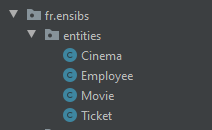 fr.ensibs
entities
Cinema
Employee
Movie
Ticket